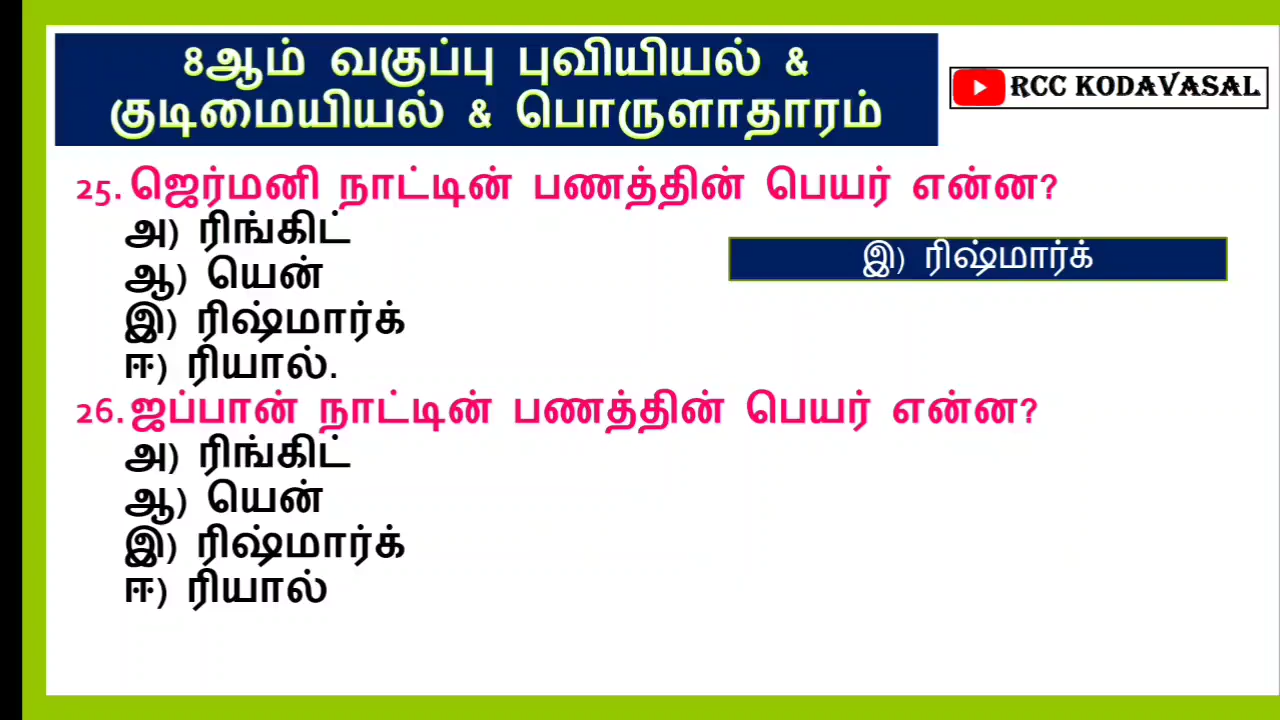 8ஆம் வகுப்பு புவியியல் &
குடிமையியல் & பொருளாதாரம்
RCC KODAVASAL
25. ஜெர்மனி நாட்டின் பணத்தின் பெயர் என்ன?
அ) ரிங்கிட்
ஆ) யென்
இ) ரிஷ்மார்க்
ஈ) ரியால்.
இ) ரிஷ்மார்க்
26. ஜப்பான் நாட்டின் பணத்தின் பெயர் என்ன?
அ) ரிங்கிட்
ஆ) யென்
இ) ரிஷ்மார்க்
ஈ) ரியால்